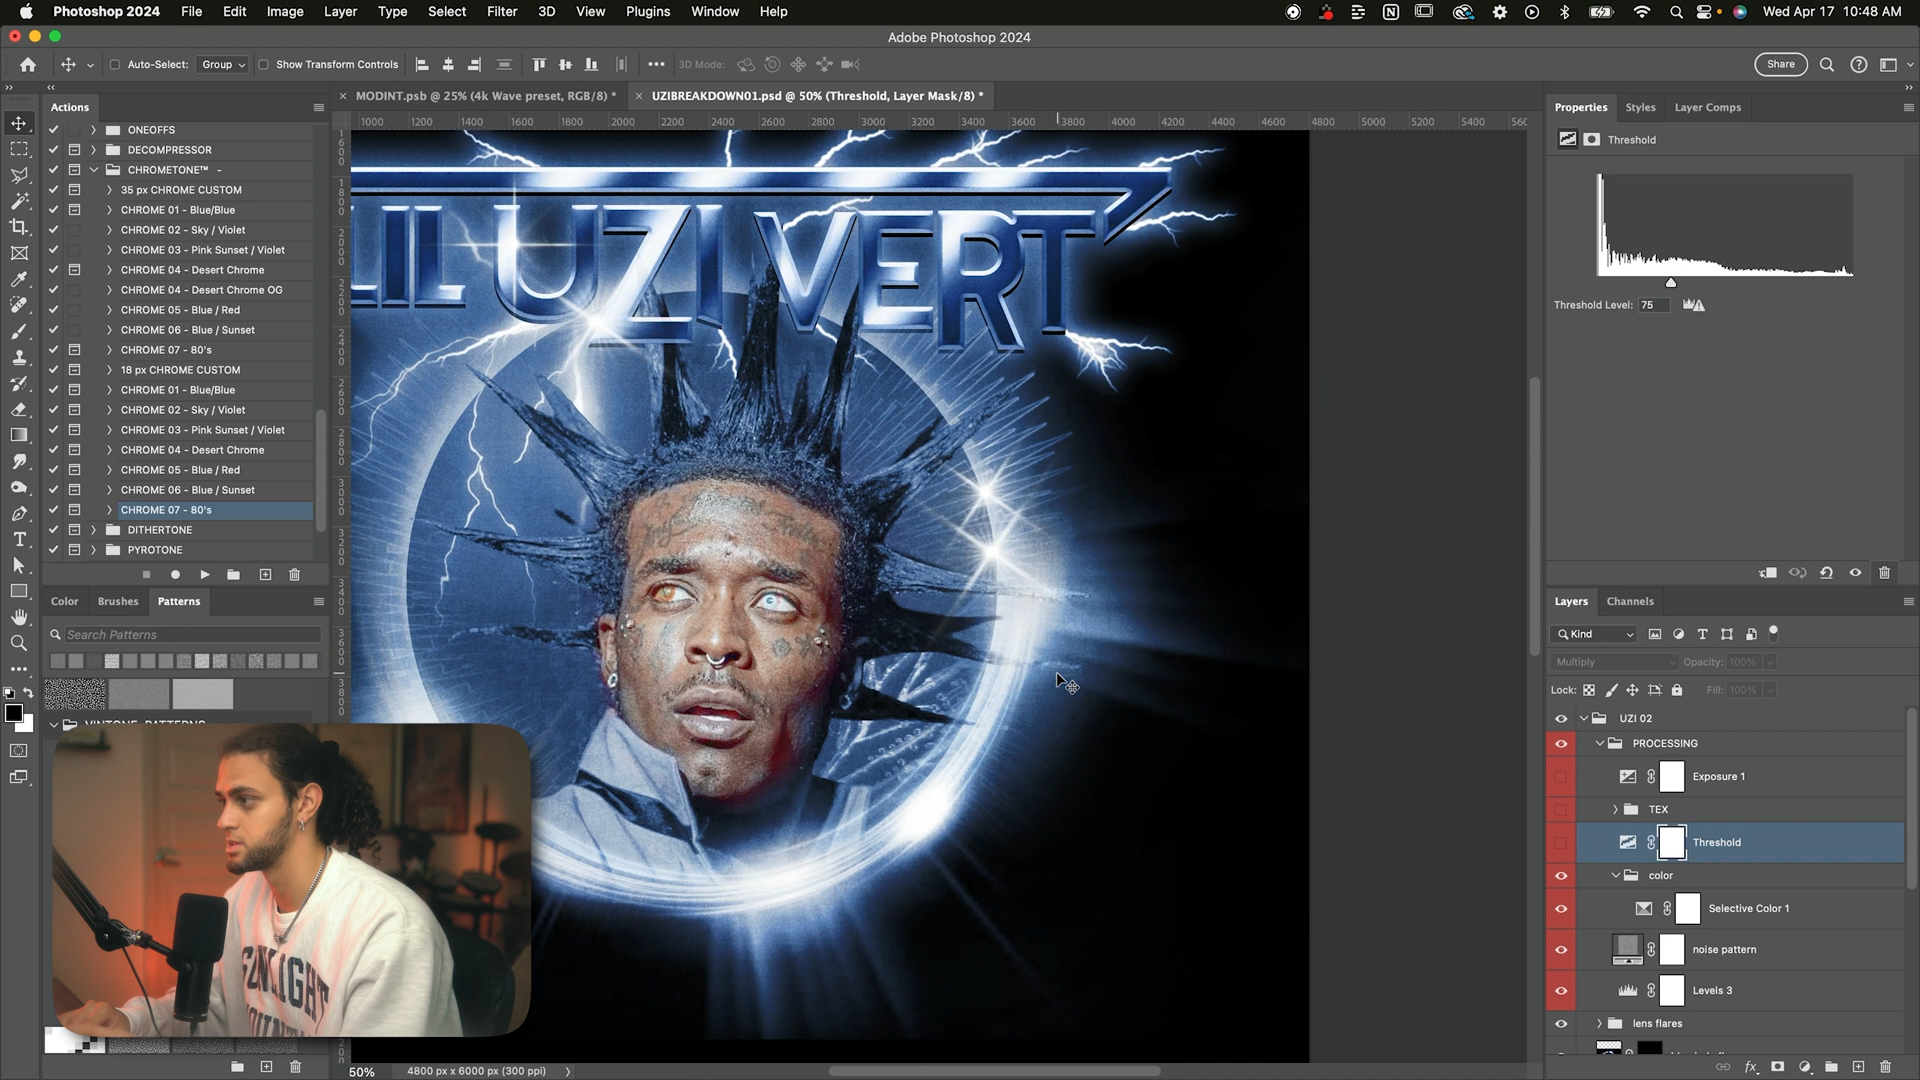 Photoshop 2024 File Edit Image Layer Type Select Filter 3D View Plugins Window Help
Wed Apr 17 10:48 AM
Adobe Photoshop 2024
Auto-Select: Group Show Transform Controls 3D Mode: Share
Actions
MODINT.psb @ 25% (4k Wave preset, RGB/8) *
UZIBREAKDOWN01.psd @ 50% (Threshold, Layer Mask/8) *
1000 1200 1400 1600 1800 2000 2200 2400 2600 2800 3000 3200 3400 3600 3800 4000 4200 4400 4600 4800 5000 5200 5400
ONEOFFS
DECOMPRESSOR
CHROMETONE™ -
35 px CHROME CUSTOM
CHROME 01 - Blue/Blue
CHROME 02 - Sky / Violet
CHROME 03 - Pink Sunset / Violet
CHROME 04 - Desert Chrome
CHROME 04 - Desert Chrome OG
CHROME 05 - Blue / Red
CHROME 06 - Blue / Sunset
CHROME 07 - 80's
18 px CHROME CUSTOM
CHROME 01 - Blue/Blue
CHROME 02 - Sky / Violet
CHROME 03 - Pink Sunset / Violet
CHROME 04 - Desert Chrome
CHROME 05 - Blue / Red
CHROME 06 - Blue / Sunset
CHROME 07 - 80's
DITHERTONE
PYROTONE
Color Brushes Patterns
Search Patterns
LIL UZI VERT
50% 4800 px x 6000 px (300 ppi)
Properties Styles Layer Comps
Threshold
Threshold Level: 75
Layers Channels
Kind
Multiply Opacity: 100%
Lock: Fill: 100%
UZI 02
PROCESSING
Exposure 1
TEX
Threshold
color
Selective Color 1
noise pattern
Levels 3
lens flares